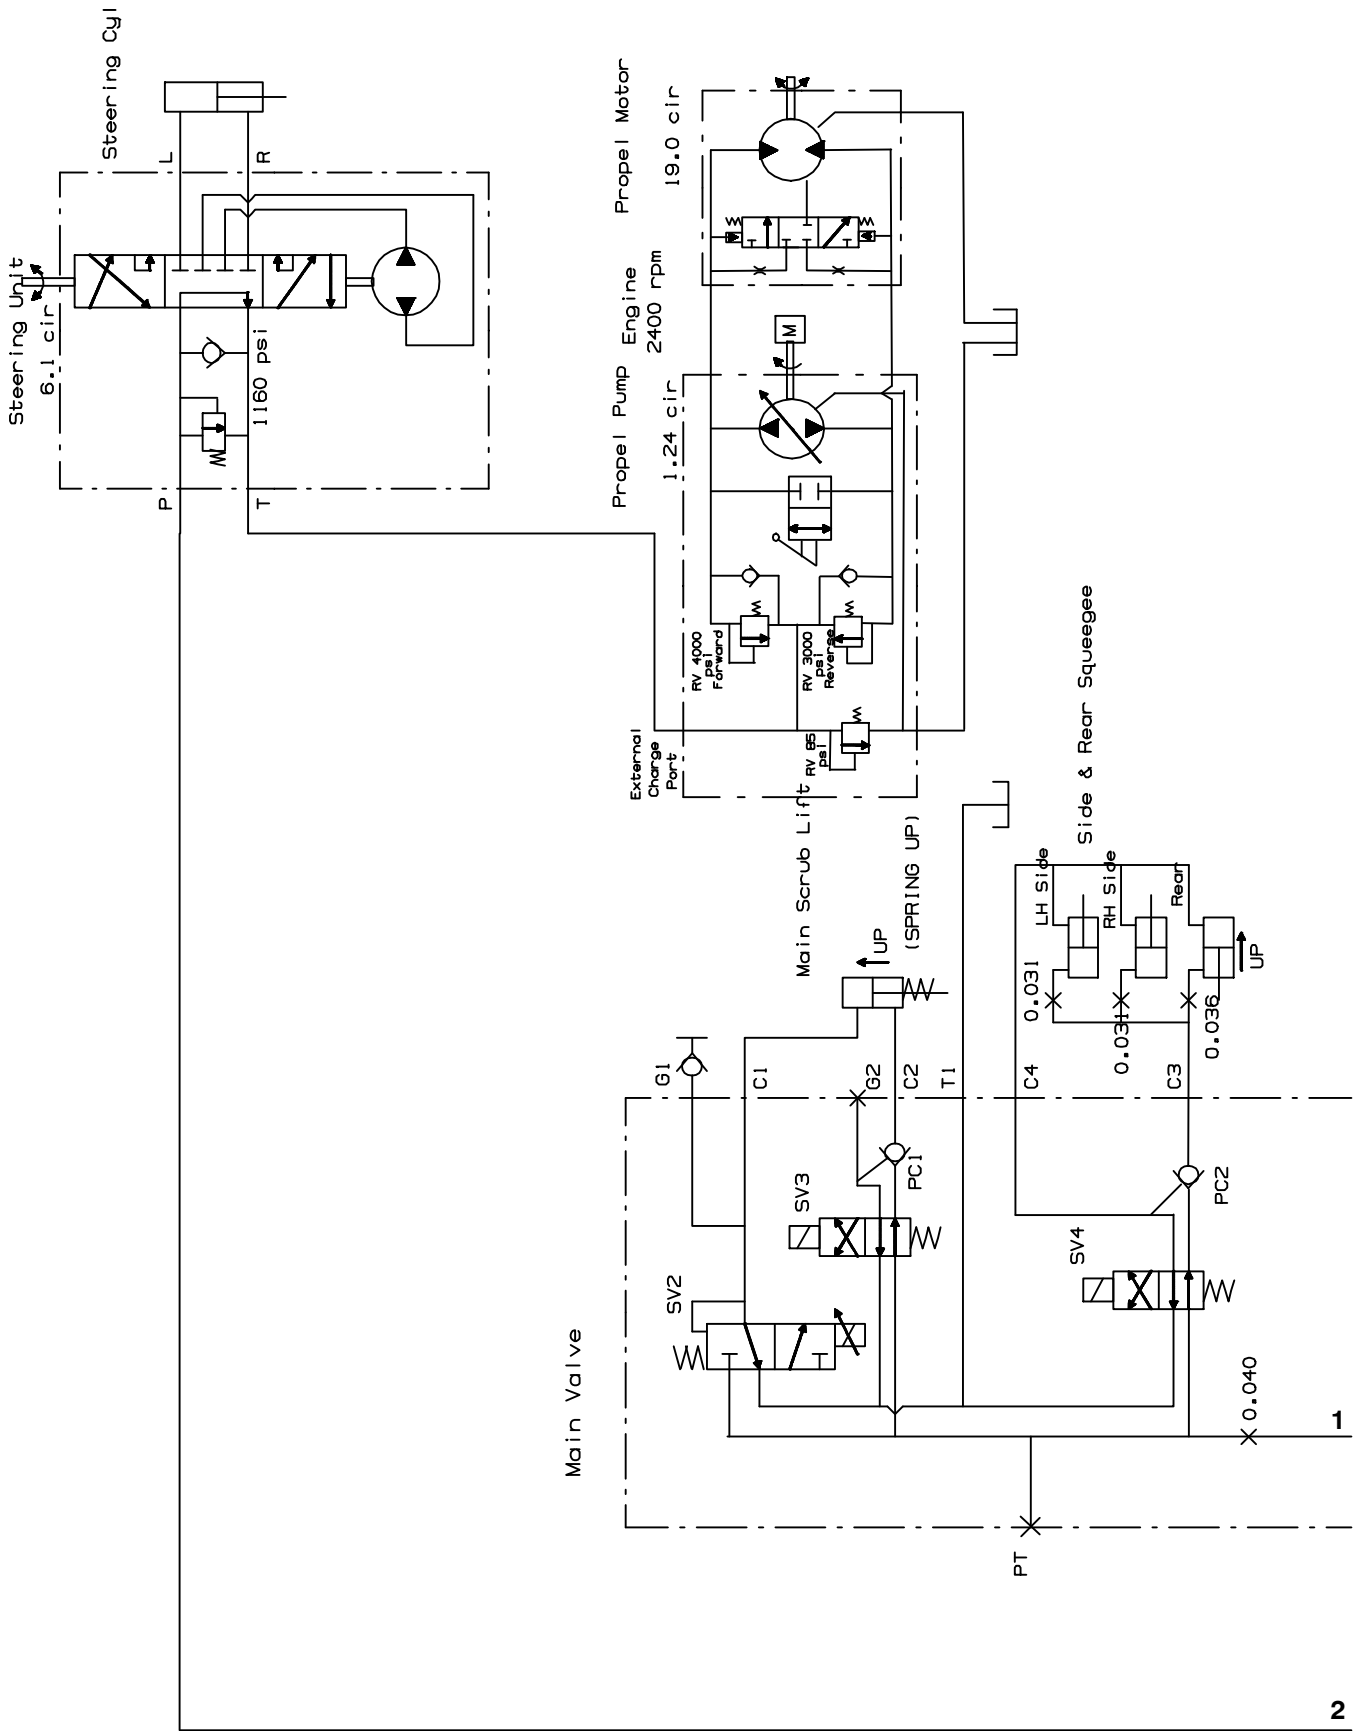 Steering Cyl
L
R
Steering Unit
6.1 cir
1160 psi
P
T
Propel Motor
19.0 cir
Engine
2400 rpm
M
Propel Pump
1.24 cir
RV 4000
psi
Forward
RV 3000
psi
Reverse
External
Charge
Port
RV 85
psi
Main Scrub Lift
(SPRING UP)
UP
Side & Rear Squeegee
LH Side
RH Side
Rear
UP
0.031
0.031
0.036
G1
C1
G2
C2
T1
C4
C3
SV3
PC1
PC2
SV4
SV2
Main Valve
0.040
PT
1
2